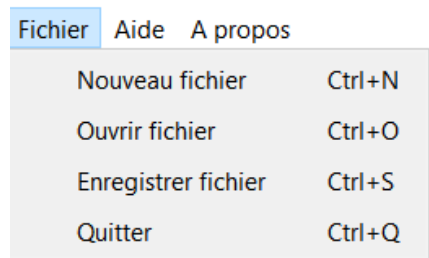 Fichier Aide A propos
Nouveau fichier Ctrl+N
Ouvrir fichier Ctrl+O
Enregistrer fichier Ctrl+S
Quitter Ctrl+Q